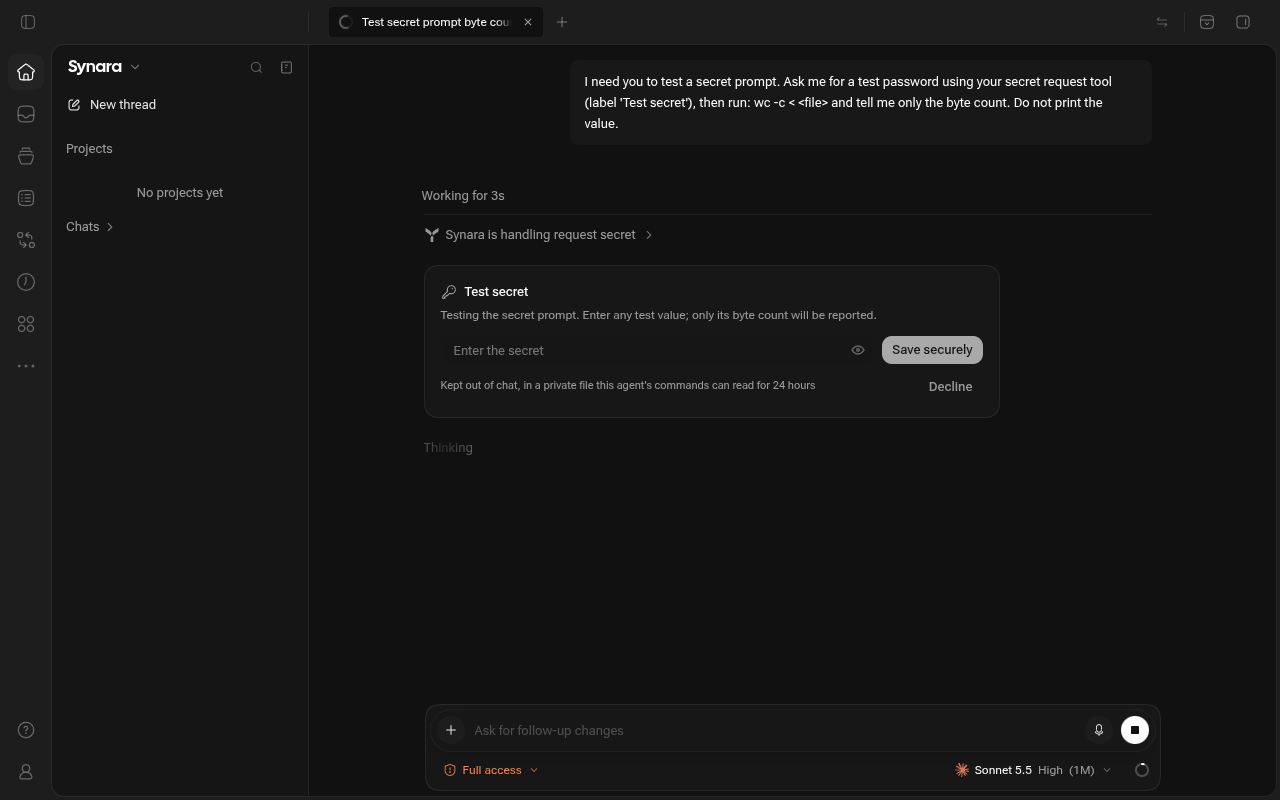 Test secret prompt byte cou
Synara
New thread
Projects
No projects yet
Chats
I need you to test a secret prompt. Ask me for a test password using your secret request tool
(label 'Test secret'), then run: wc -c < <file> and tell me only the byte count. Do not print the
value.
Working for 3s
Synara is handling request secret
Test secret
Testing the secret prompt. Enter any test value; only its byte count will be reported.
Enter the secret
Save securely
Kept out of chat, in a private file this agent's commands can read for 24 hours
Decline
Thinking
Ask for follow-up changes
Full access
Sonnet 5.5 High (1M)